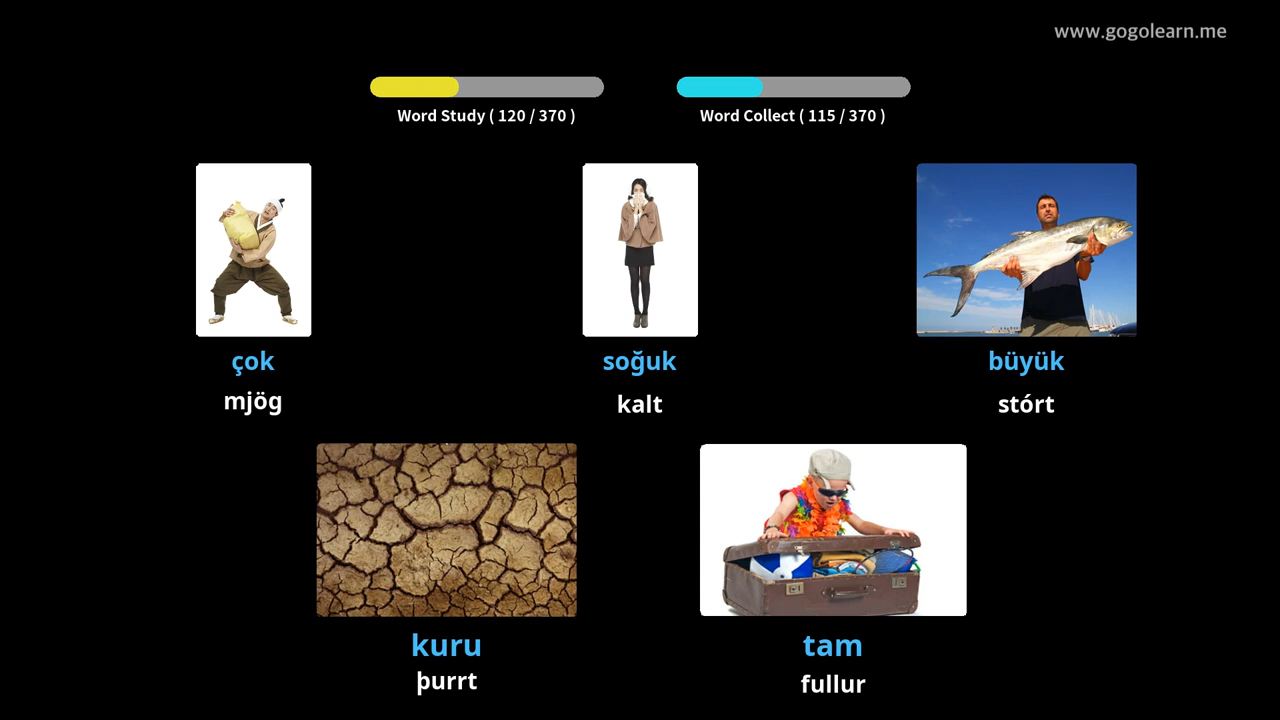 www.gogolearn.me
Word Study ( 120 / 370 )
Word Collect ( 115 / 370 )
çok
soğuk
büyük
mjög
kalt
stórt
kuru
tam
þurrt
fullur